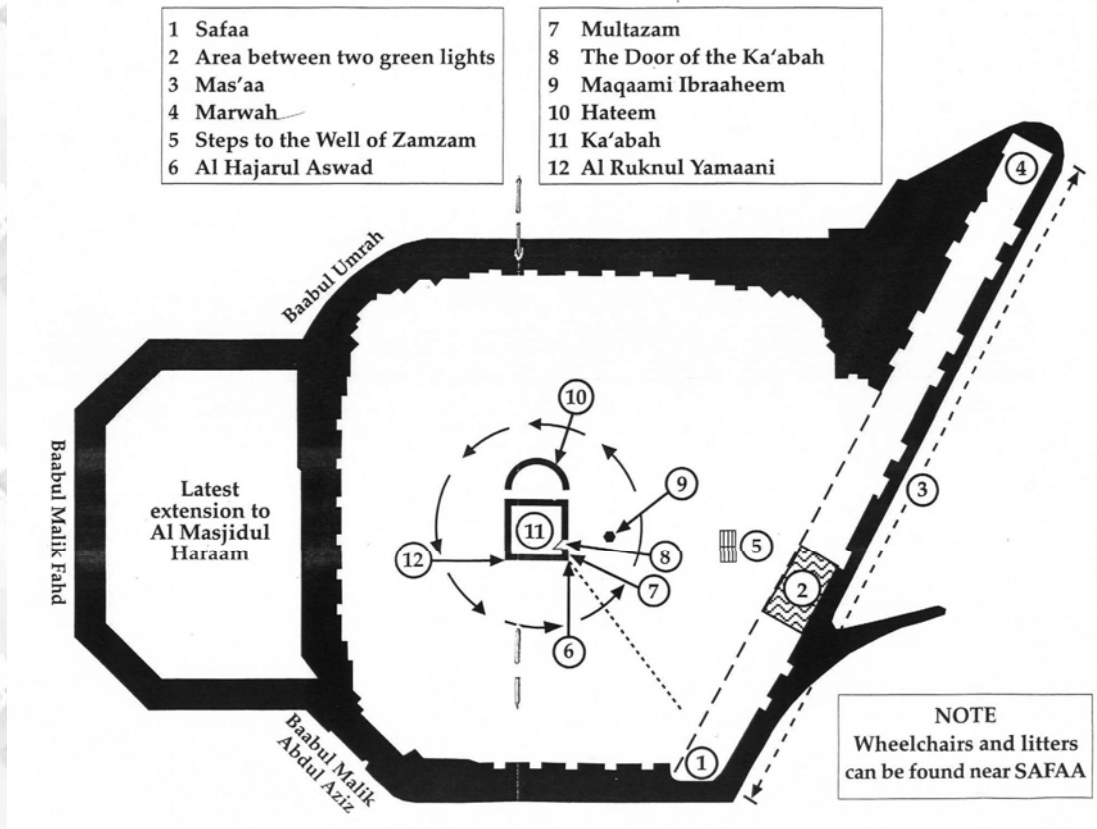 1 Safaa
2 Area between two green lights
3 Mas'aa
4 Marwah
5 Steps to the Well of Zamzam
6 Al Hajarul Aswad
7 Multazam
8 The Door of the Ka‘abah
9 Maqaami Ibraaheem
10 Hateem
11 Ka‘abah
12 Al Ruknul Yamaani
4
Baabul Umrah
10
Baabul Malik Fahd
Latest
extension to
Al Masjidul
Haraam
9
3
11
5
12
8
7
2
6
Baabul Malik
Abdul Aziz
1
NOTE
Wheelchairs and litters
can be found near SAFAA